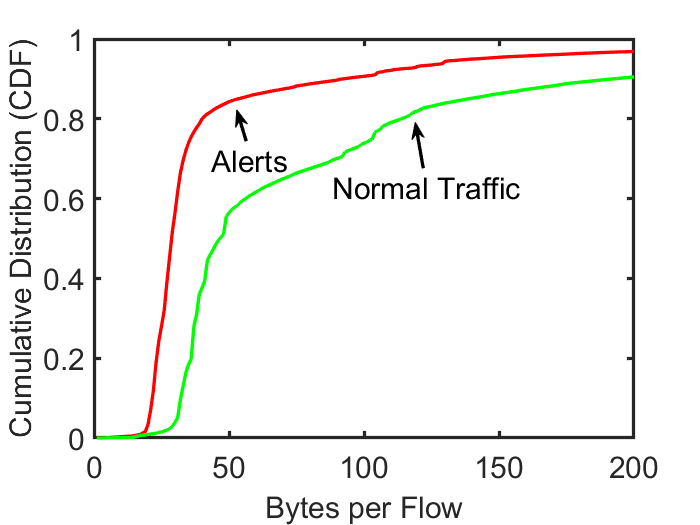 1
0.8
0.6
0.4
0.2
0
Cumulative Distribution (CDF)
Alerts
Normal Traffic
0 50 100 150 200
Bytes per Flow